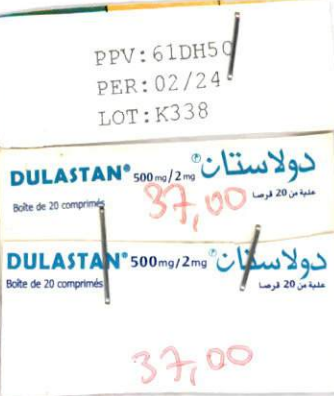 PPV:61DH50
PER:02/24
LOT:K338
DULASTAN® 500mg/2mg دولاستان®
Boîte de 20 comprimés علبة من 20 قرصا
37,00
DULASTAN® 500mg/2mg دولاستان®
Boîte de 20 comprimés علبة من 20 قرصا
37,00